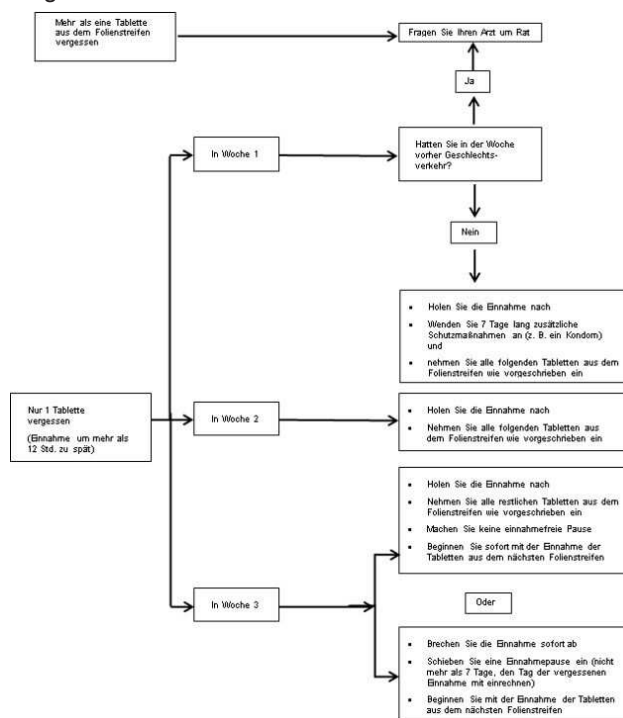 Mehr als eine Tablette
aus dem Folienstreifen
vergessen
Fragen Sie Ihren Arzt um Rat
Ja
In Woche 1
Hatten Sie in der Woche
vorher Geschlechts-
verkehr?
Nein
▪ Holen Sie die Einnahme nach
▪ Wenden Sie 7 Tage lang zusätzliche
Schutzmaßnahmen an (z. B. ein Kondom)
und
▪ nehmen Sie alle folgenden Tabletten aus dem
Folienstreifen wie vorgeschrieben ein
Nur 1 Tablette
vergessen
(Einnahme um mehr als
12 Std. zu spät)
In Woche 2
▪ Holen Sie die Einnahme nach
▪ Nehmen Sie alle folgenden Tabletten aus
dem Folienstreifen wie vorgeschrieben ein
▪ Holen Sie die Einnahme nach
▪ Nehmen Sie alle restlichen Tabletten aus dem
Folienstreifen wie vorgeschrieben ein
▪ Machen Sie keine einnahmefreie Pause
▪ Beginnen Sie sofort mit der Einnahme der
Tabletten aus dem nächsten Folienstreifen
In Woche 3
Oder
▪ Brechen Sie die Einnahme sofort ab
▪ Schieben Sie eine Einnahmepause ein (nicht
mehr als 7 Tage, den Tag der vergessenen
Einnahme mit einrechnen)
▪ Beginnen Sie mit der Einnahme der Tabletten
aus dem nächsten Folienstreifen